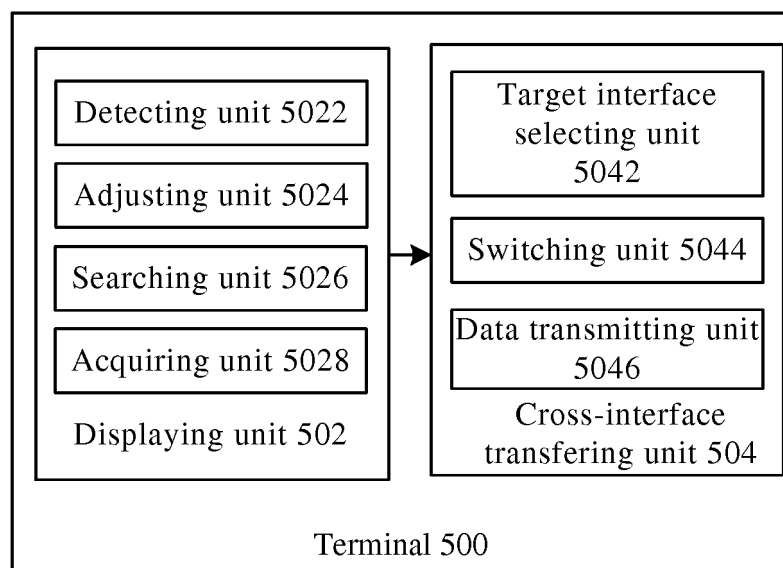 Detecting unit 5022
Adjusting unit 5024
Searching unit 5026
Acquiring unit 5028
Displaying unit 502
Target interface
selecting unit
5042
Switching unit 5044
Data transmitting unit
5046
Cross-interface
transfering unit 504
Terminal 500